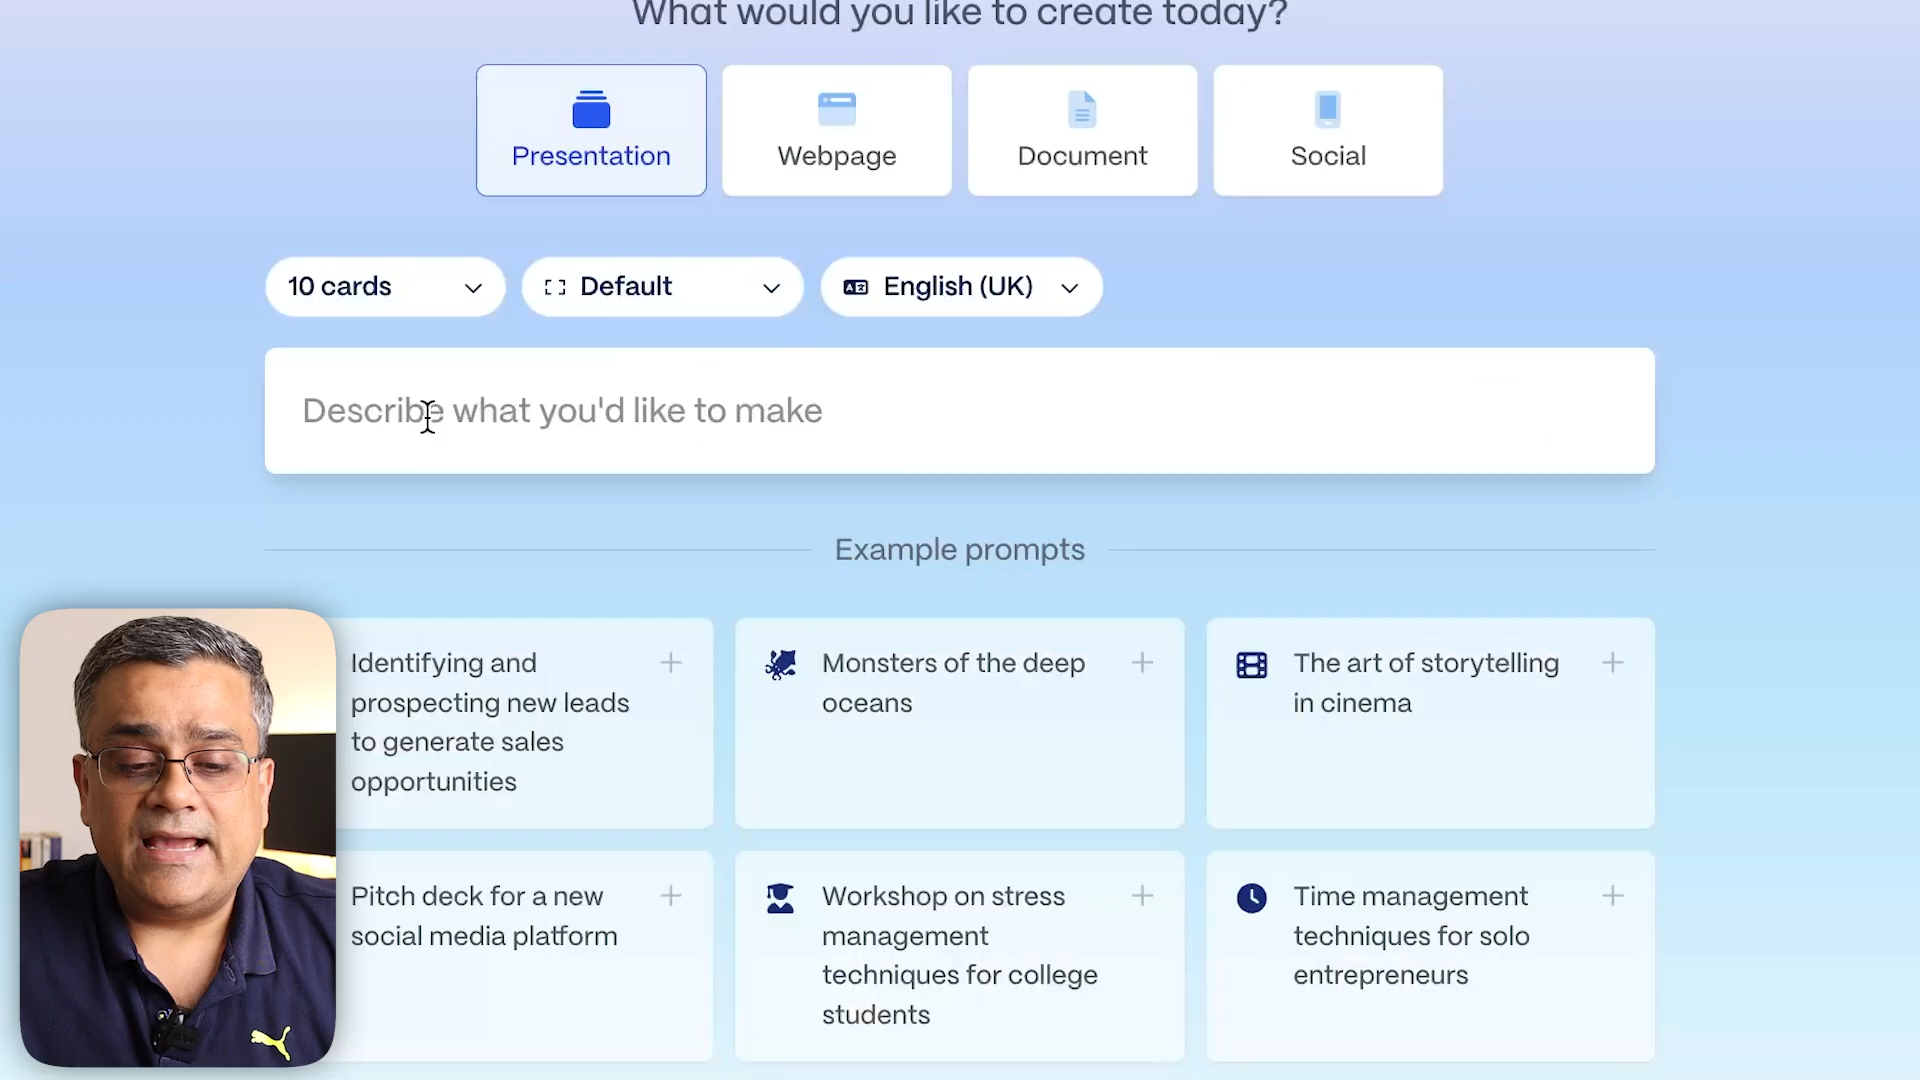 What would you like to create today?
Presentation
Webpage
Document
Social
10 cards
Default
English (UK)
Describe what you'd like to make
Example prompts
Identifying and
prospecting new leads
to generate sales
opportunities
Monsters of the deep
oceans
The art of storytelling
in cinema
Pitch deck for a new
social media platform
Workshop on stress
management
techniques for college
students
Time management
techniques for solo
entrepreneurs